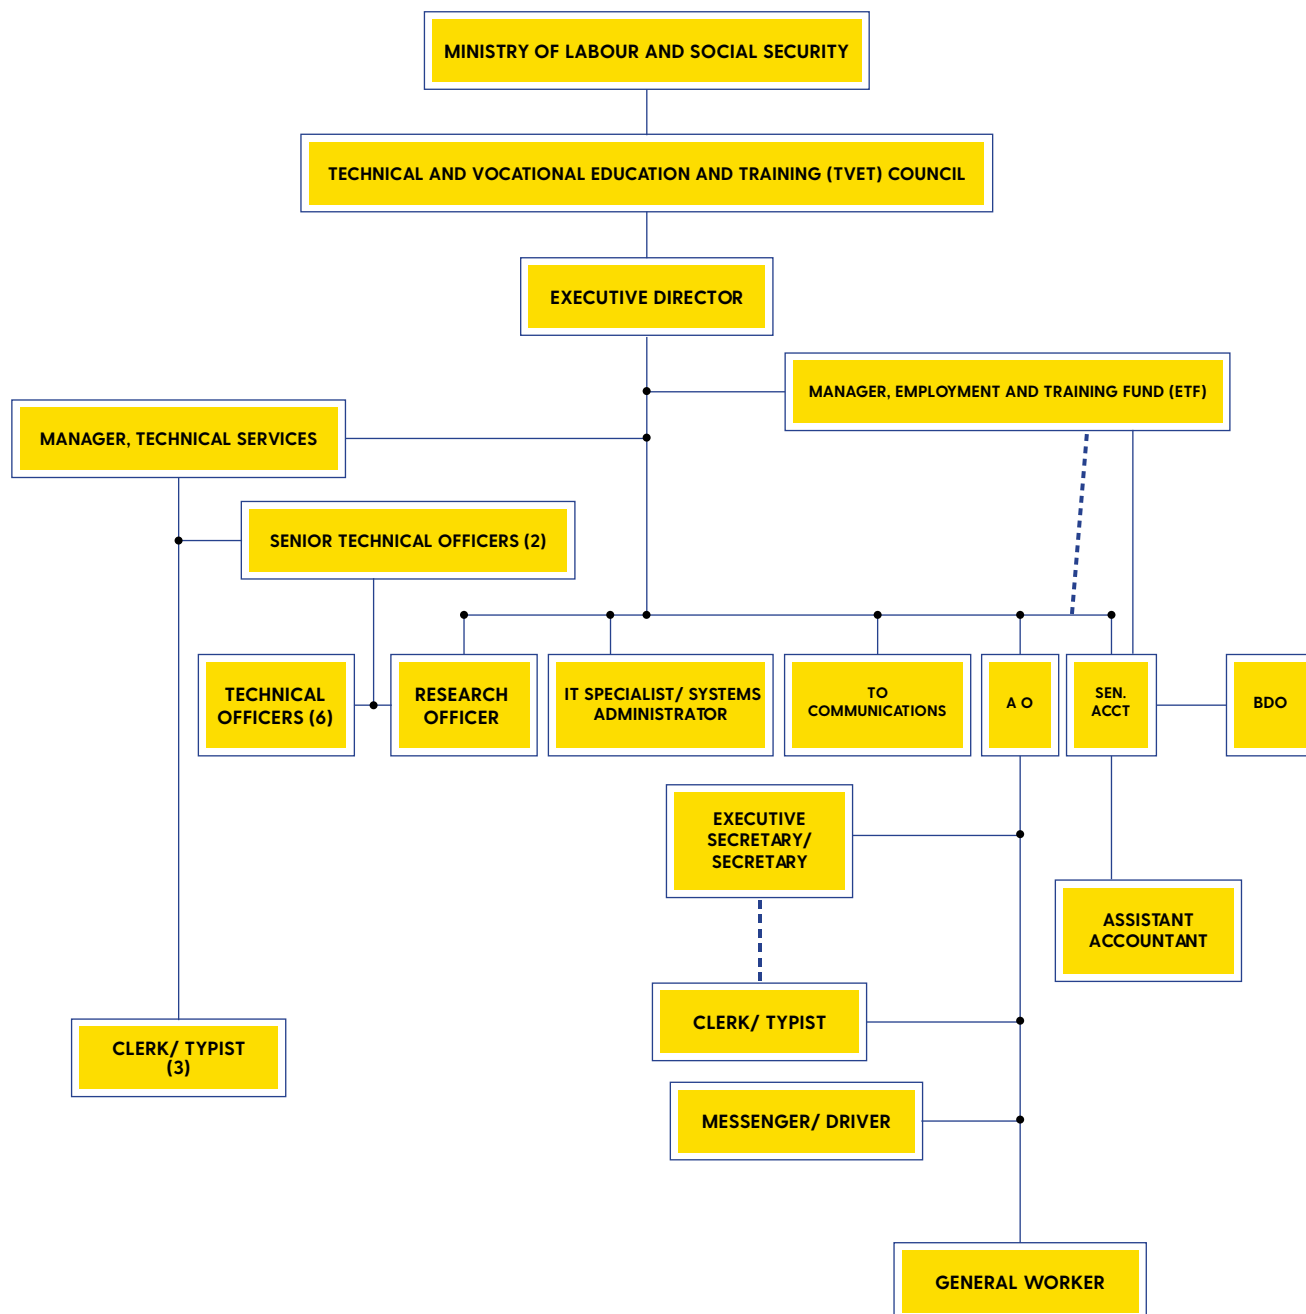 MINISTRY OF LABOUR AND SOCIAL SECURITY
TECHNICAL AND VOCATIONAL EDUCATION AND TRAINING (TVET) COUNCIL
EXECUTIVE DIRECTOR
MANAGER, EMPLOYMENT AND TRAINING FUND (ETF)
MANAGER, TECHNICAL SERVICES
SENIOR TECHNICAL OFFICERS (2)
TECHNICAL
OFFICERS (6)
RESEARCH
OFFICER
IT SPECIALIST/ SYSTEMS
ADMINISTRATOR
TO
COMMUNICATIONS
A O
SEN.
ACCT
BDO
EXECUTIVE
SECRETARY/
SECRETARY
ASSISTANT
ACCOUNTANT
CLERK/ TYPIST
CLERK/ TYPIST
(3)
MESSENGER/ DRIVER
GENERAL WORKER